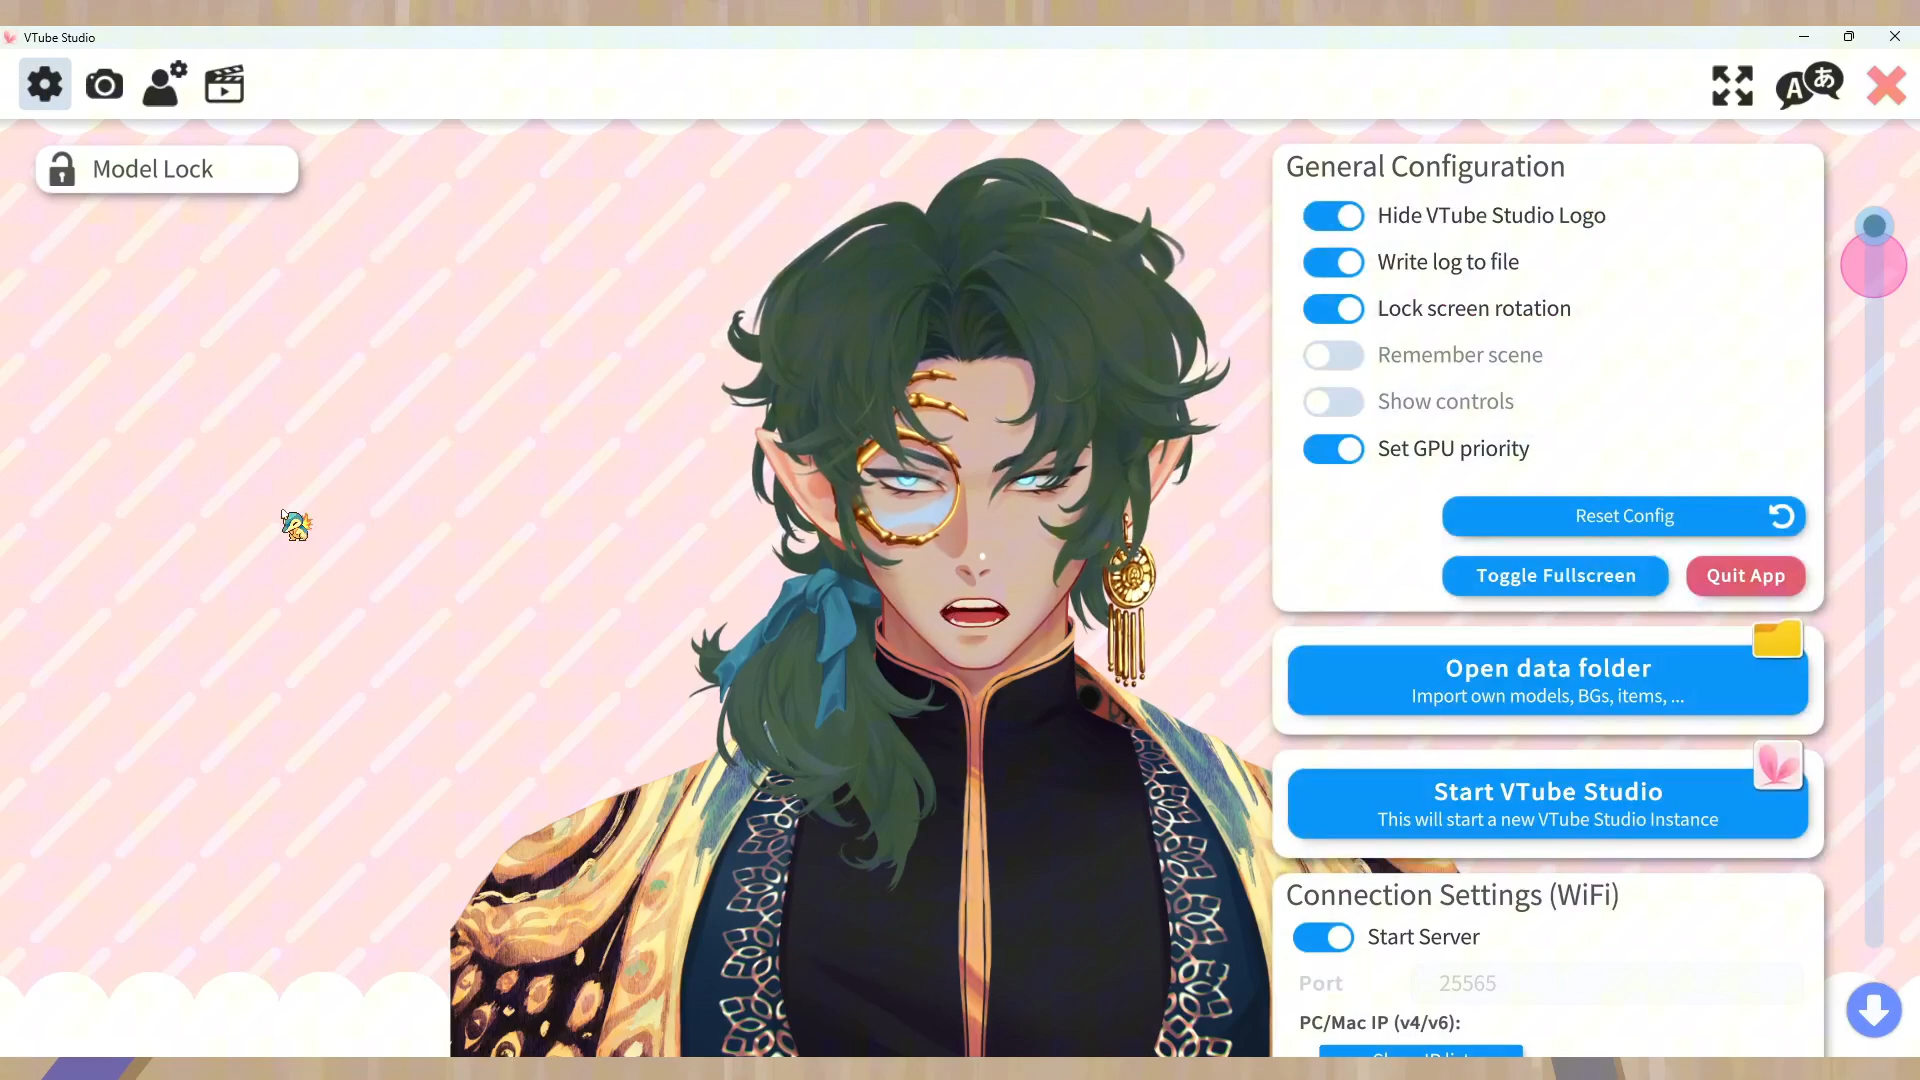 VTube Studio
A あ
Model Lock
General Configuration
Hide VTube Studio Logo
Write log to file
Lock screen rotation
Remember scene
Show controls
Set GPU priority
Reset Config
Toggle Fullscreen
Quit App
Open data folder
Import own models, BGs, items, ...
Start VTube Studio
This will start a new VTube Studio Instance
Connection Settings (WiFi)
Start Server
Port 25565
PC/Mac IP (v4/v6):